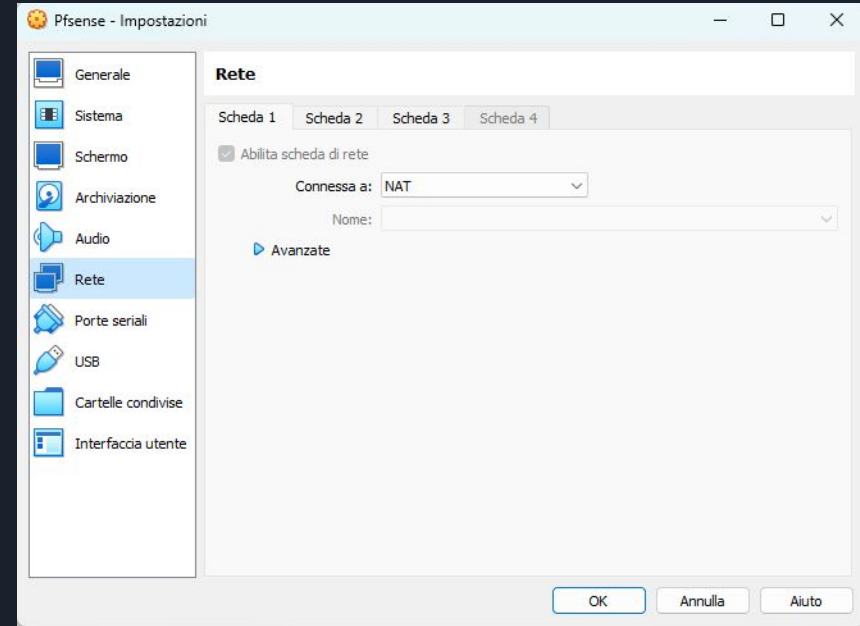 Pfsense - Impostazioni
Generale
Sistema
Schermo
Archiviazione
Audio
Rete
Porte seriali
USB
Cartelle condivise
Interfaccia utente
Rete
Scheda 1 Scheda 2 Scheda 3 Scheda 4
Abilita scheda di rete
Connessa a: NAT
Nome:
Avanzate
OK Annulla Aiuto